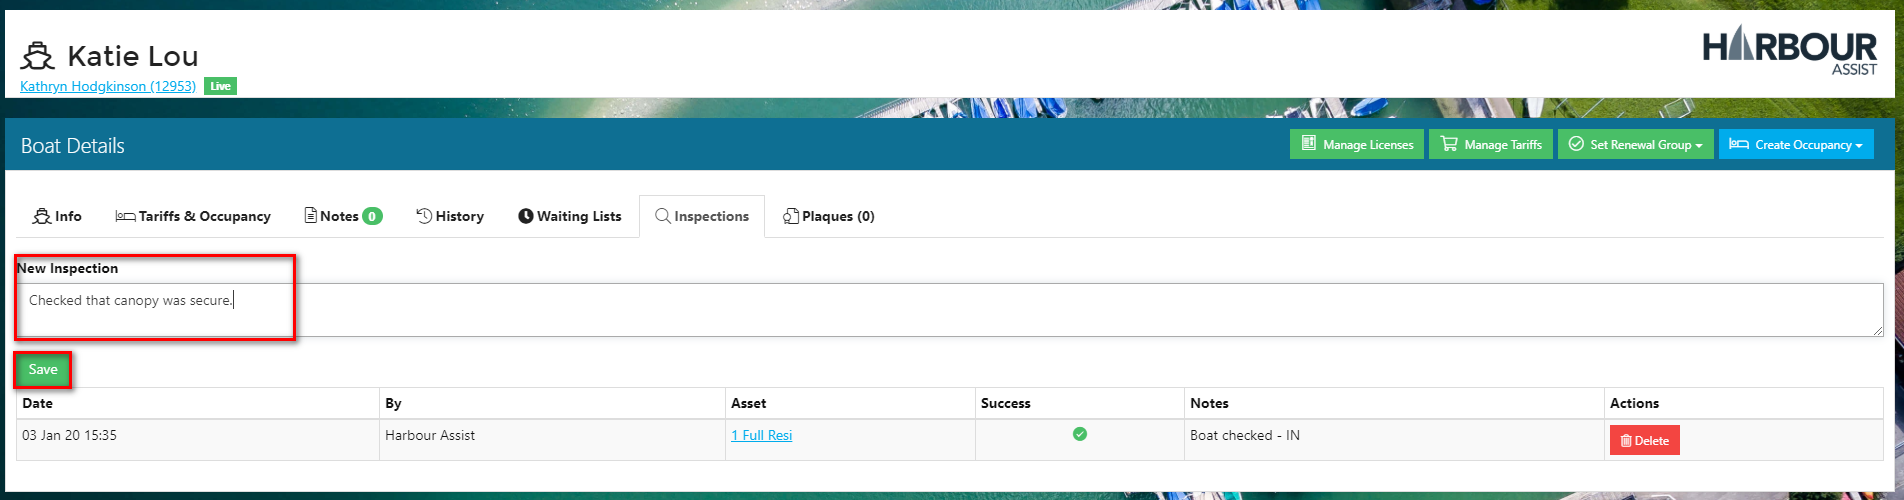 Katie Lou
HARBOUR
ASSIST
Kathryn Hodgkinson (12953) Live
Boat Details
Manage Licenses Manage Tariffs Set Renewal Group Create Occupancy
Info Tariffs & Occupancy Notes 0 History Waiting Lists Inspections Plaques (0)
New Inspection
Checked that canopy was secure.
Save
Date By Asset Success Notes Actions
03 Jan 20 15:35 Harbour Assist 1 Full Resi Boat checked - IN Delete